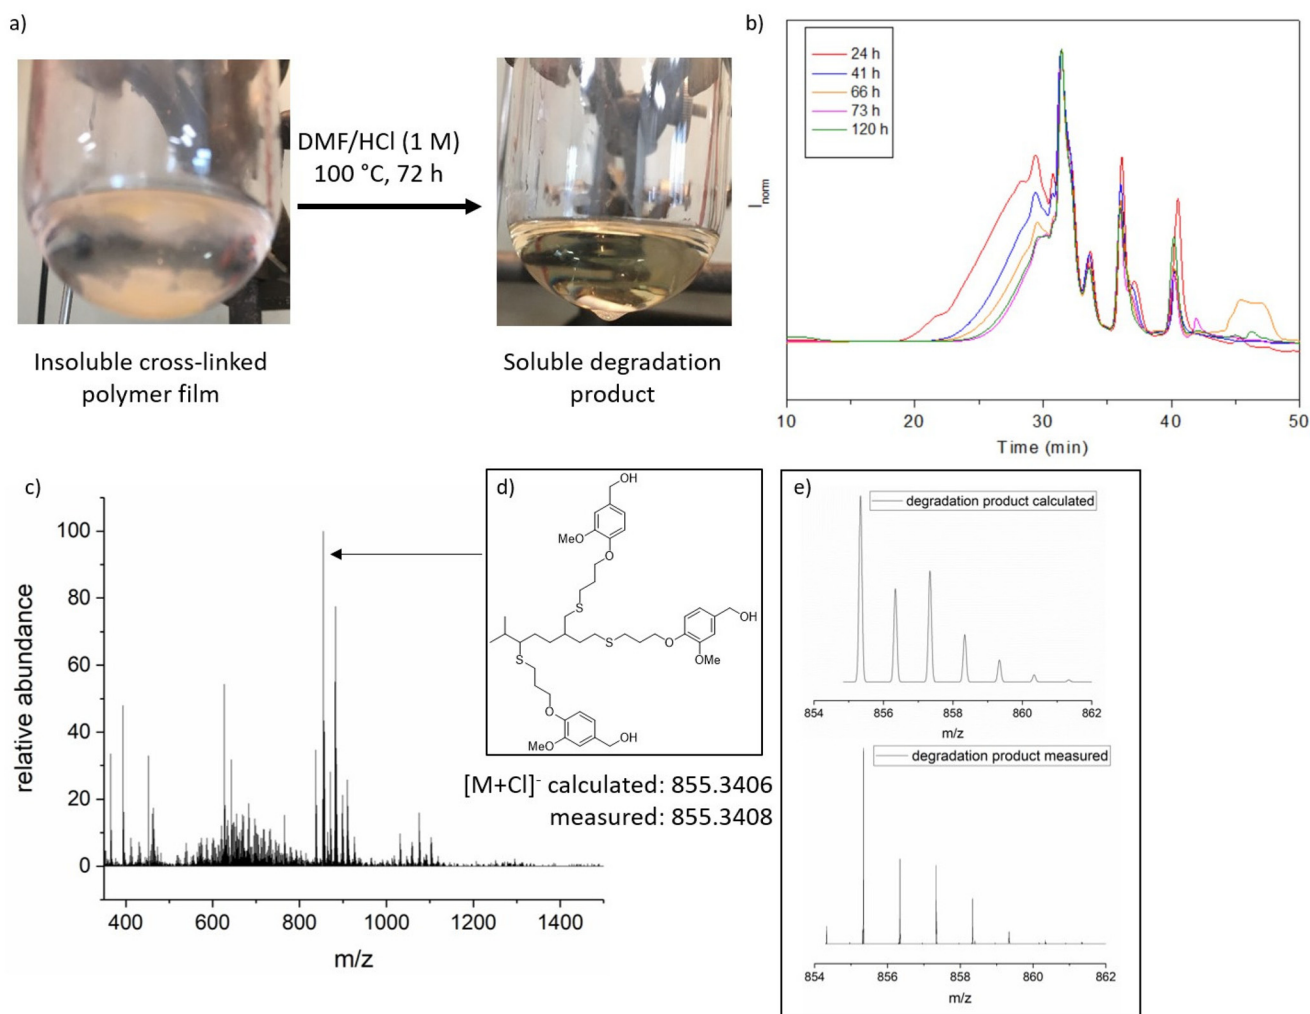 a)
DMF/HCl (1 M)
100 °C, 72 h
Insoluble cross-linked
polymer film
Soluble degradation
product
b)
24 h
41 h
66 h
73 h
120 h
I norm
10 20 30 40 50
Time (min)
c)
100
80
60
40
20
0
relative abundance
400 600 800 1000 1200 1400
m/z
d)
OH
MeO
O
S
OH
S
O
OMe
S
O
MeO
OH
[M+Cl]- calculated: 855.3406
measured: 855.3408
e)
degradation product calculated
854 856 858 860 862
m/z
degradation product measured
854 856 858 860 862
m/z